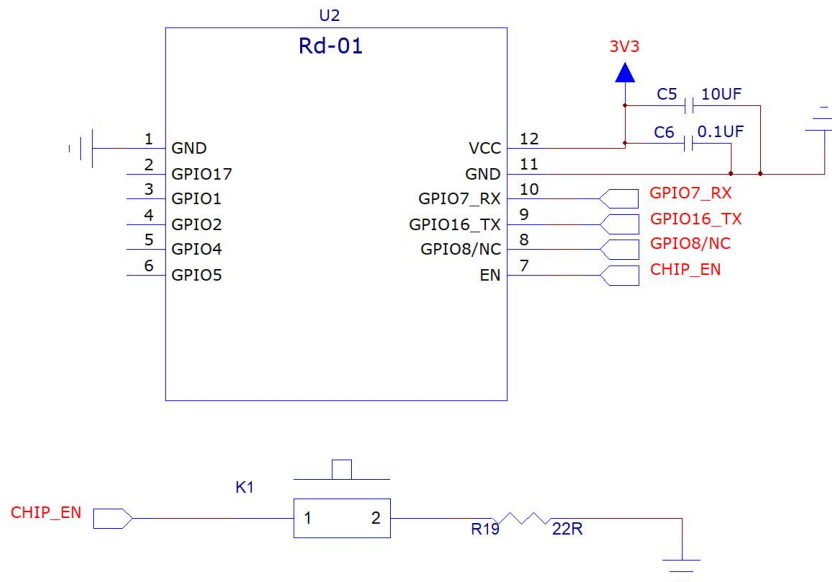 U2
Rd-01
3V3
C5 10UF
C6 0.1UF
1 GND VCC 12
2 GPIO17 GND 11
3 GPIO1 GPIO7_RX 10 GPIO7_RX
4 GPIO2 GPIO16_TX 9 GPIO16_TX
5 GPIO4 GPIO8/NC 8 GPIO8/NC
6 GPIO5 EN 7 CHIP_EN
K1
CHIP_EN 1 2
R19 22R